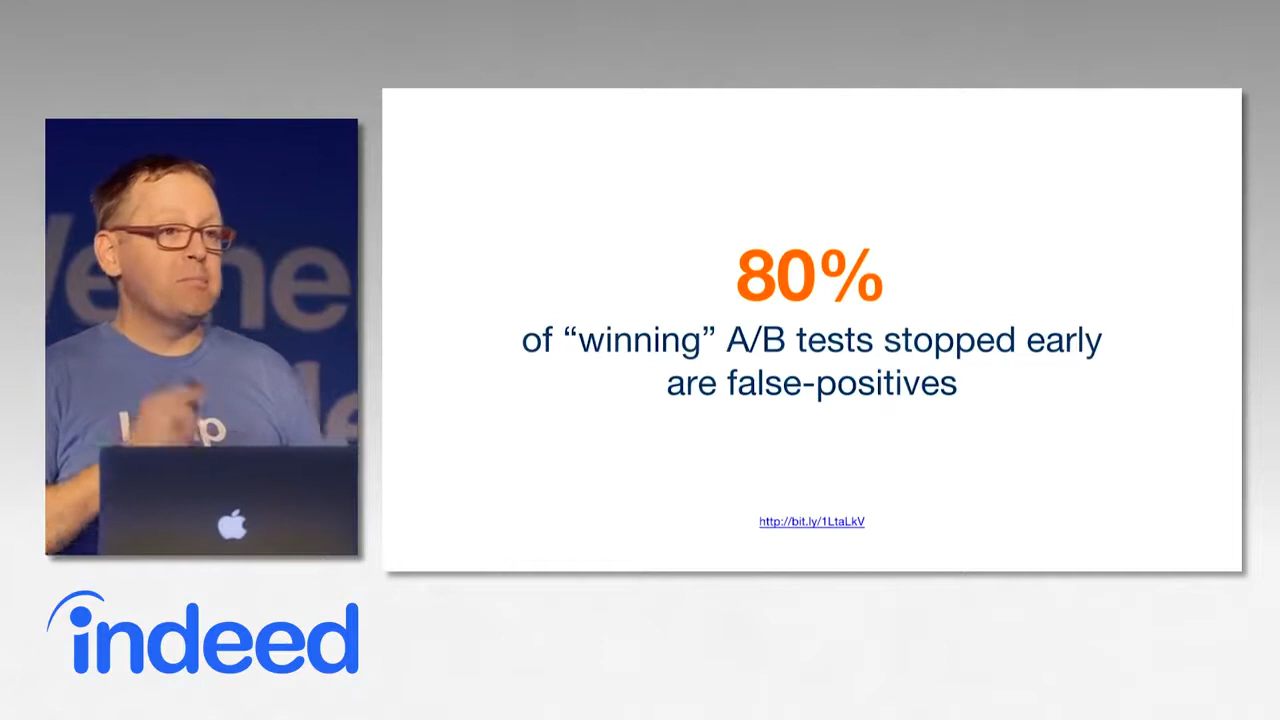 80%
of “winning” A/B tests stopped early
are false-positives
http://bit.ly/1LtaLkV
indeed